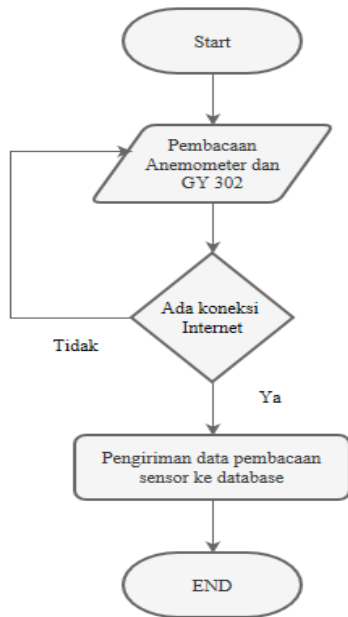 Start
Pembacaan
Anemometer dan
GY 302
Ada koneksi
Internet
Tidak
Ya
Pengiriman data pembacaan
sensor ke database
END